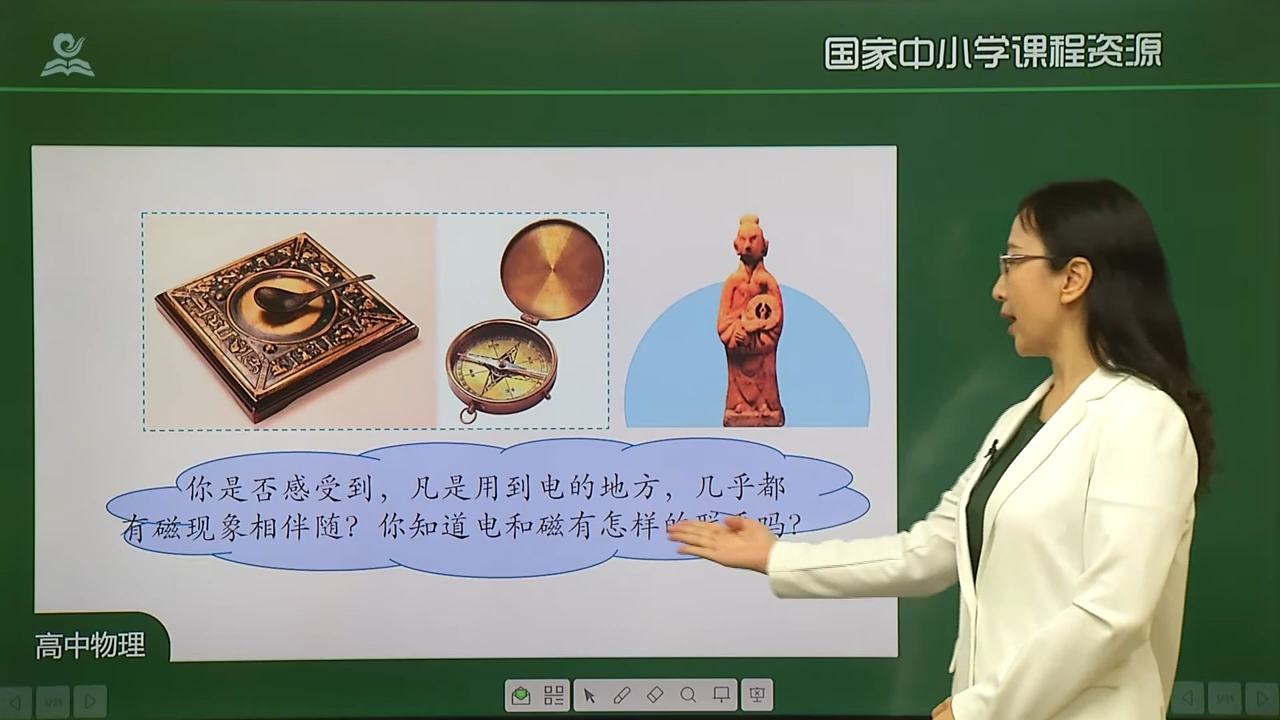 国家中小学课程资源
你是否感受到，凡是用到电的地方，几乎都
有磁现象相伴随？你知道电和磁有怎样的吗？
高中物理